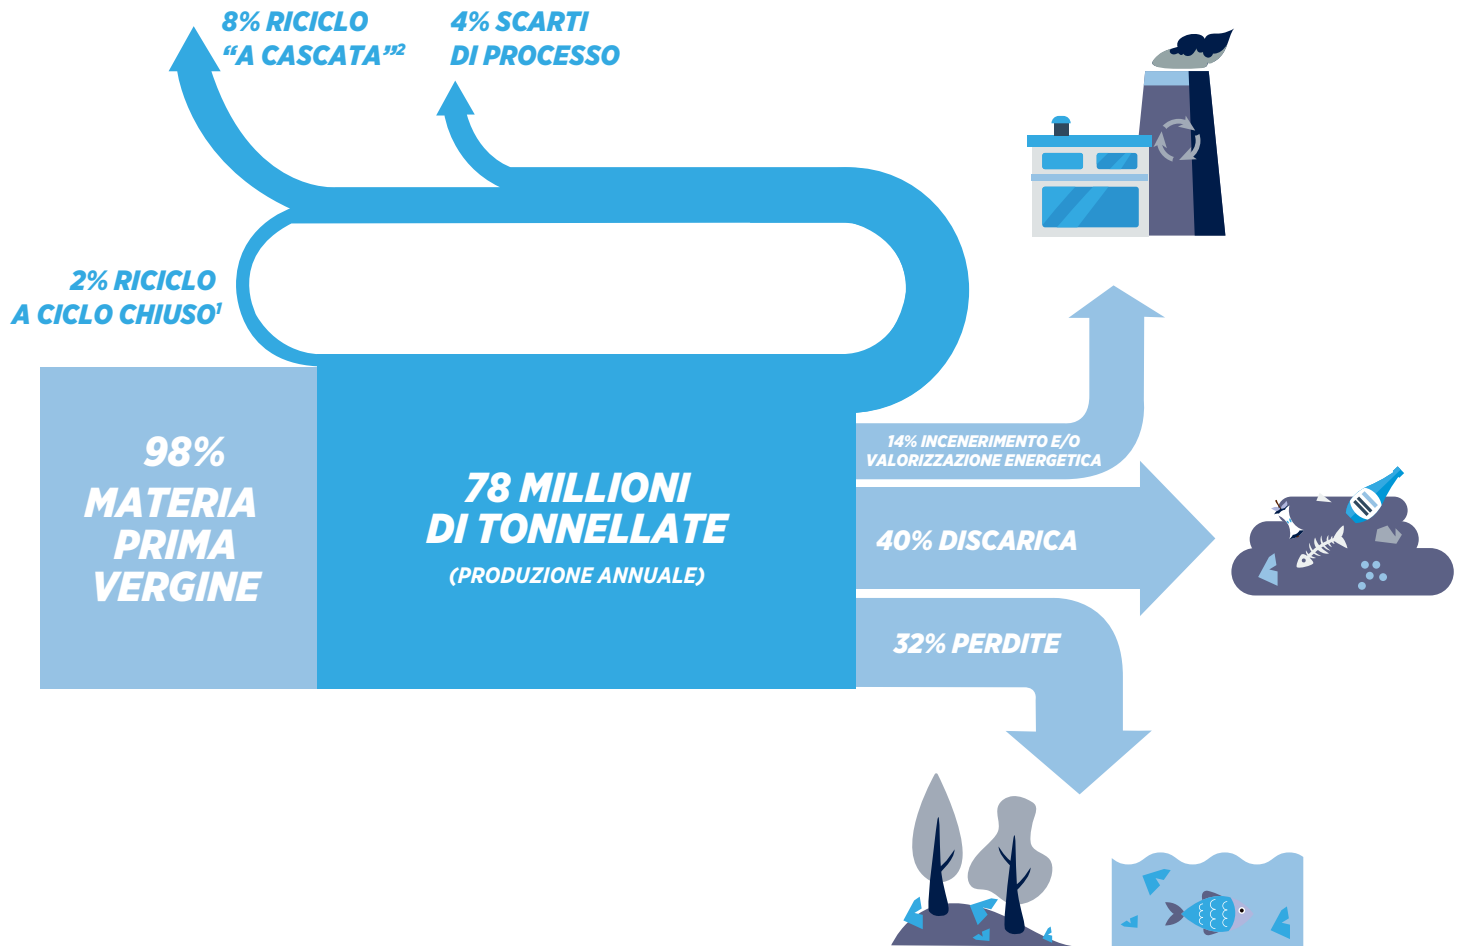 8% RICICLO
“A CASCATA”²
4% SCARTI
DI PROCESSO
2% RICICLO
A CICLO CHIUSO¹
98%
MATERIA
PRIMA
VERGINE
78 MILLIONI
DI TONNELLATE
(PRODUZIONE ANNUALE)
14% INCENERIMENTO E/O
VALORIZZAZIONE ENERGETICA
40% DISCARICA
32% PERDITE